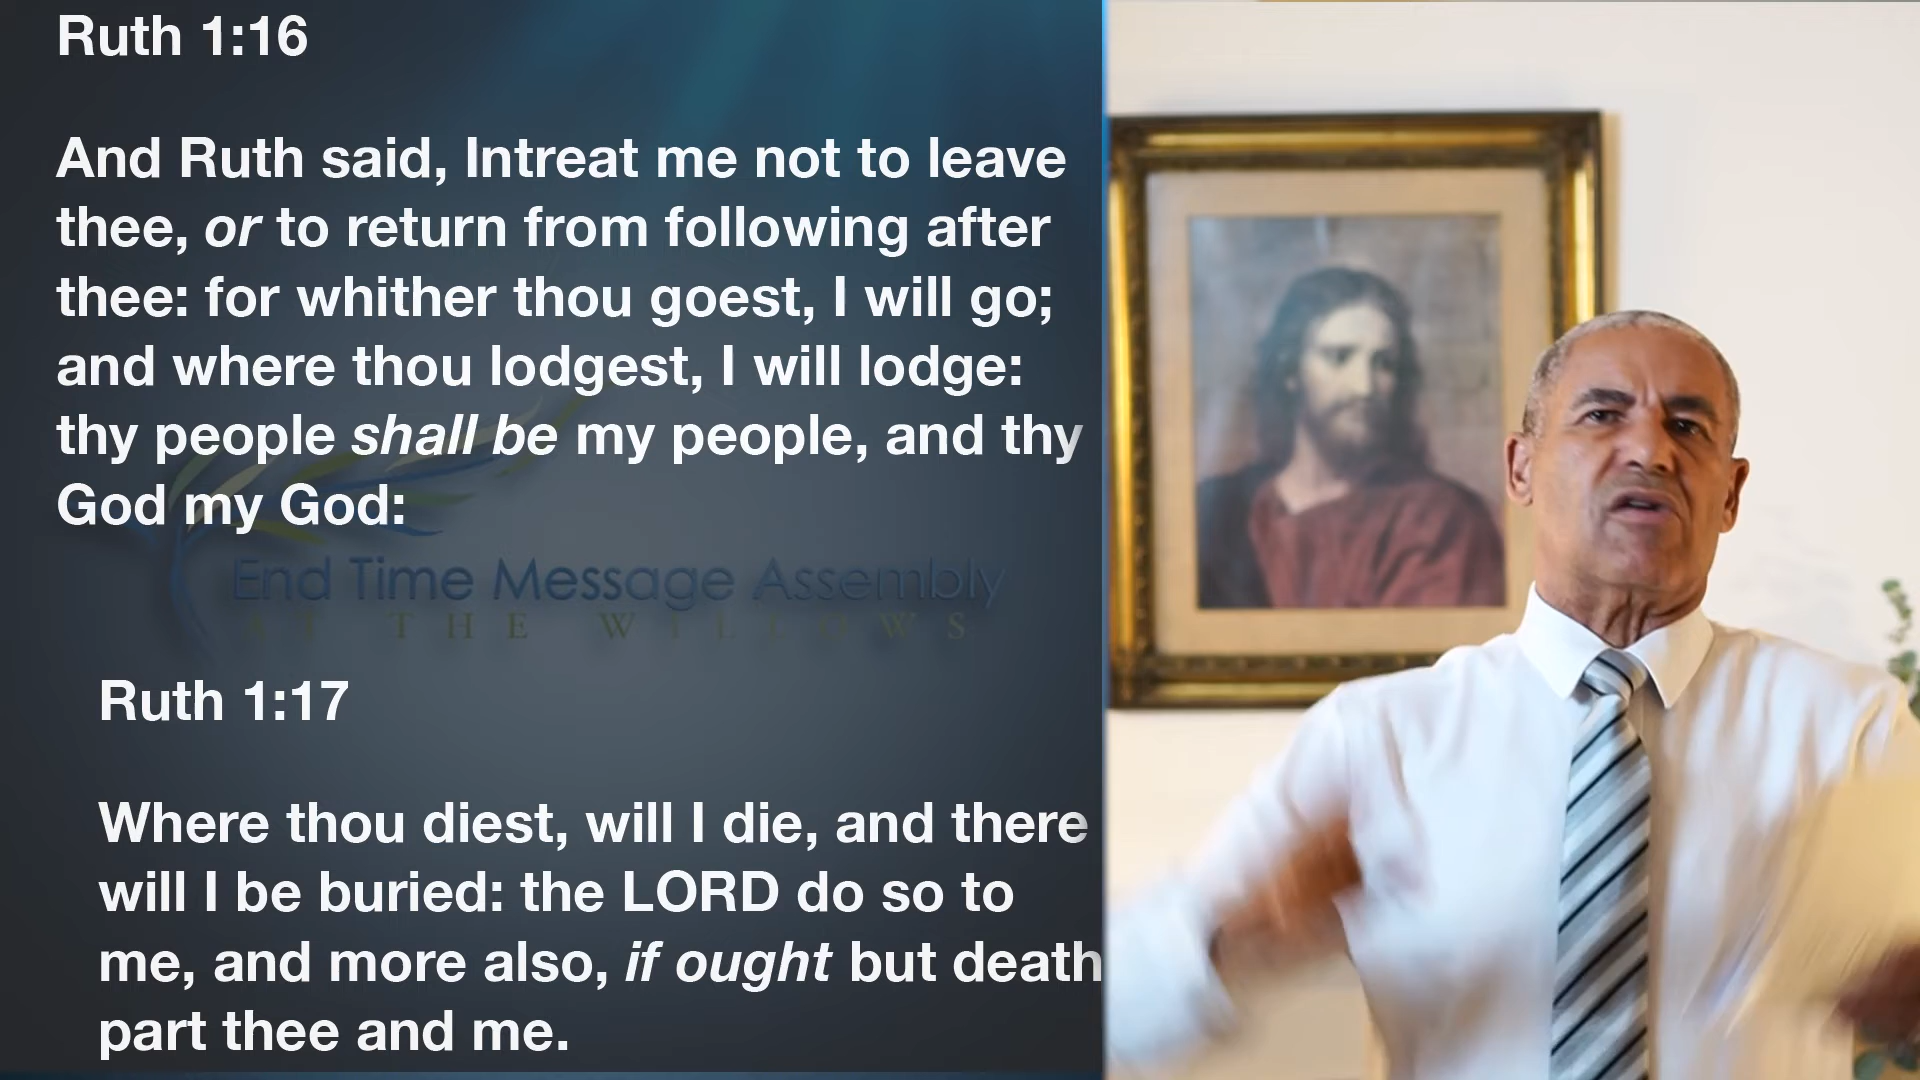 Ruth 1:16
And Ruth said, Intreat me not to leave
thee, or to return from following after
thee: for whither thou goest, I will go;
and where thou lodgest, I will lodge:
thy people shall be my people, and thy
God my God:
End Time Message Assembly
AT THE WILLOWS
Ruth 1:17
Where thou diest, will I die, and there
will I be buried: the LORD do so to
me, and more also, if ought but death
part thee and me.